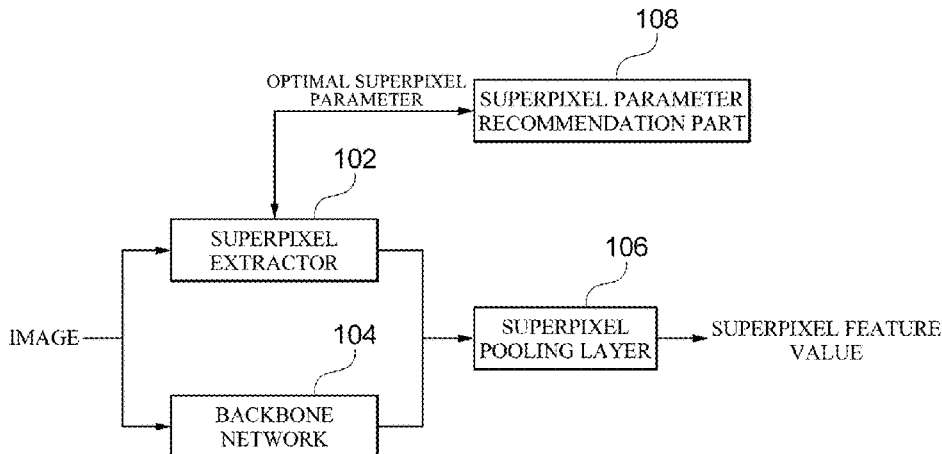 108
OPTIMAL SUPERPIXEL
PARAMETER
SUPERPIXEL PARAMETER
RECOMMENDATION PART
102
SUPERPIXEL
EXTRACTOR
106
IMAGE
104
SUPERPIXEL
POOLING LAYER
SUPERPIXEL FEATURE
VALUE
BACKBONE
NETWORK